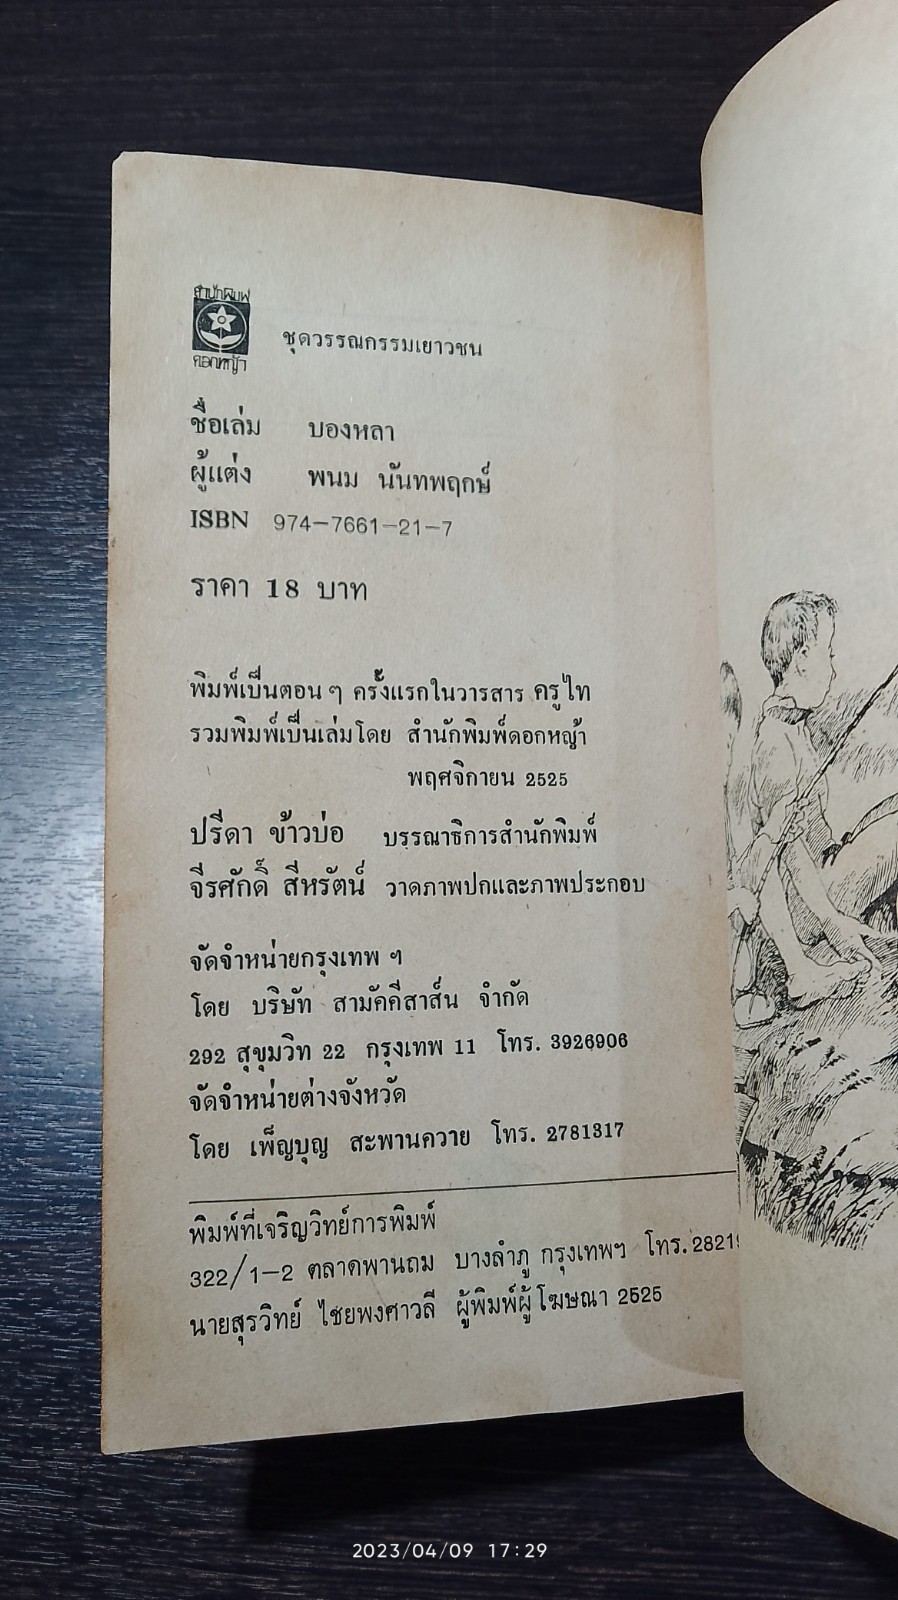 สำนักพิมพ์
ดอกหญ้า
ชุดวรรณกรรมเยาวชน
ชื่อเล่ม บองหลา
ผู้แต่ง พนม นันทพฤกษ์
ISBN 974-7661-21-7
ราคา 18 บาท
พิมพ์เป็นตอน ๆ ครั้งแรกในวารสาร ครูไท
รวมพิมพ์เป็นเล่มโดย สำนักพิมพ์ดอกหญ้า
พฤศจิกายน 2525
ปรีดา ข้าวบ่อ บรรณาธิการสำนักพิมพ์
จีรศักดิ์ สีหรัตน์ วาดภาพปกและภาพประกอบ
จัดจำหน่ายกรุงเทพ ฯ
โดย บริษัท สามัคคีสาส์น จำกัด
292 สุขุมวิท 22 กรุงเทพ 11 โทร. 3926906
จัดจำหน่ายต่างจังหวัด
โดย เพ็ญบุญ สะพานควาย โทร. 2781317
พิมพ์ที่เจริญวิทย์การพิมพ์
322/1-2 ตลาดพานถม บางลำภู กรุงเทพฯ โทร.
นายสุรวิทย์ ไชยพงศาวลี ผู้พิมพ์ผู้โฆษณา 2525
2023/04/09 17:29